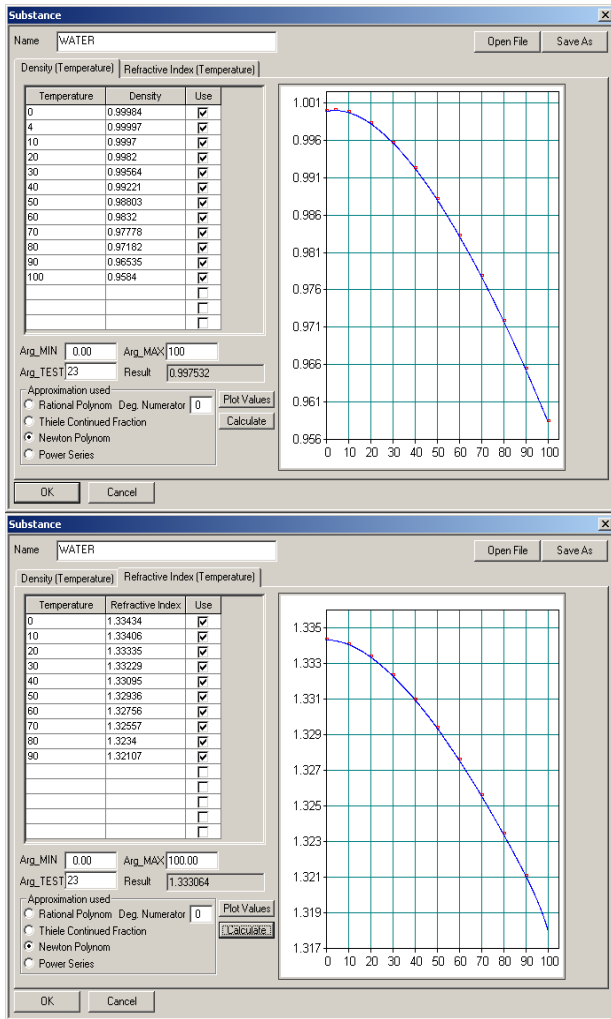 Substance
Name WATER Open File Save As
Density (Temperature) Refractive Index (Temperature)
Temperature Density Use
0 0.99984
4 0.99997
10 0.9997
20 0.9982
30 0.99564
40 0.99221
50 0.98803
60 0.9832
70 0.97778
80 0.97182
90 0.96535
100 0.9584
1.001
0.996
0.991
0.986
0.981
0.976
0.971
0.966
0.961
0.956
0 10 20 30 40 50 60 70 80 90 100
Arg_MIN 0.00 Arg_MAX 100
Arg_TEST 23 Result 0.997532
Approximation used
Rational Polynom Deg. Numerator 0 Plot Values
Thiele Continued Fraction Calculate
Newton Polynom
Power Series
OK Cancel
Substance
Name WATER Open File Save As
Density (Temperature) Refractive Index (Temperature)
Temperature Refractive Index Use
0 1.33434
10 1.33406
20 1.33335
30 1.33229
40 1.33095
50 1.32936
60 1.32756
70 1.32557
80 1.3234
90 1.32107
1.335
1.333
1.331
1.329
1.327
1.325
1.323
1.321
1.319
1.317
0 10 20 30 40 50 60 70 80 90 100
Arg_MIN 0.00 Arg_MAX 100.00
Arg_TEST 23 Result 1.333064
Approximation used
Rational Polynom Deg. Numerator 0 Plot Values
Thiele Continued Fraction Calculate
Newton Polynom
Power Series
OK Cancel